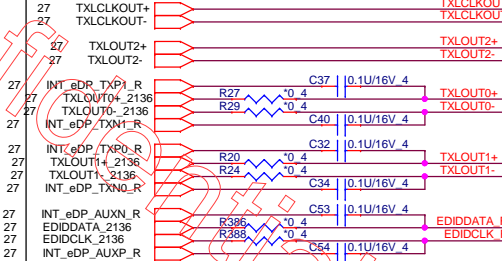 27 TXLCLKOUT+ TXLCLKOU
27 TXLCLKOUT- TXLCLKOUT
27 TXLOUT2+ TXLOUT2+
27 TXLOUT2- TXLOUT2-
27 INT_eDP_TXP1_R C37 0.1U/16V_4
27 TXLOUT0+_2136 R27 *0_4 TXLOUT0+
27 TXLOUT0-_2136 R29 *0_4 TXLOUT0-
27 INT_eDP_TXN1_R C40 0.1U/16V_4
27 INT_eDP_TXP0_R C32 0.1U/16V_4
27 TXLOUT1+_2136 R20 *0_4 TXLOUT1+
27 TXLOUT1-_2136 R24 *0_4 TXLOUT1-
27 INT_eDP_TXN0_R C34 0.1U/16V_4
27 INT_eDP_AUXN_R C53 0.1U/16V_4
27 EDIDDATA_2136 R386 *0_4 EDIDDATA_
27 EDIDCLK_2136 R388 *0_4 EDIDCLK_
27 INT_eDP_AUXP_R C54 0.1U/16V_4